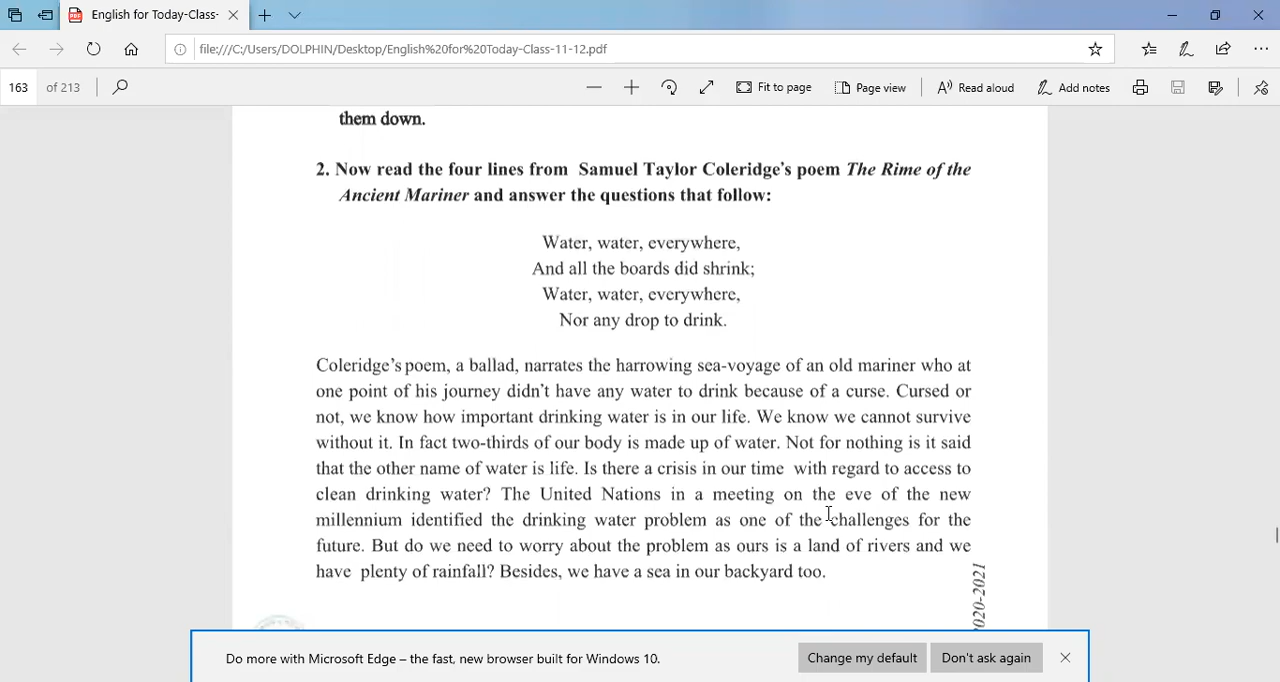 English for Today-Class-
file:///C:/Users/DOLPHIN/Desktop/English%20for%20Today-Class-11-12.pdf
163 of 213 Fit to page Page view Read aloud Add notes
them down.
2. Now read the four lines from Samuel Taylor Coleridge's poem The Rime of the
Ancient Mariner and answer the questions that follow:
Water, water, everywhere,
And all the boards did shrink;
Water, water, everywhere,
Nor any drop to drink.
Coleridge's poem, a ballad, narrates the harrowing sea-voyage of an old mariner who at
one point of his journey didn't have any water to drink because of a curse. Cursed or
not, we know how important drinking water is in our life. We know we cannot survive
without it. In fact two-thirds of our body is made up of water. Not for nothing is it said
that the other name of water is life. Is there a crisis in our time with regard to access to
clean drinking water? The United Nations in a meeting on the eve of the new
millennium identified the drinking water problem as one of the challenges for the
future. But do we need to worry about the problem as ours is a land of rivers and we
have plenty of rainfall? Besides, we have a sea in our backyard too.
2020-2021
Do more with Microsoft Edge – the fast, new browser built for Windows 10. Change my default Don't ask again